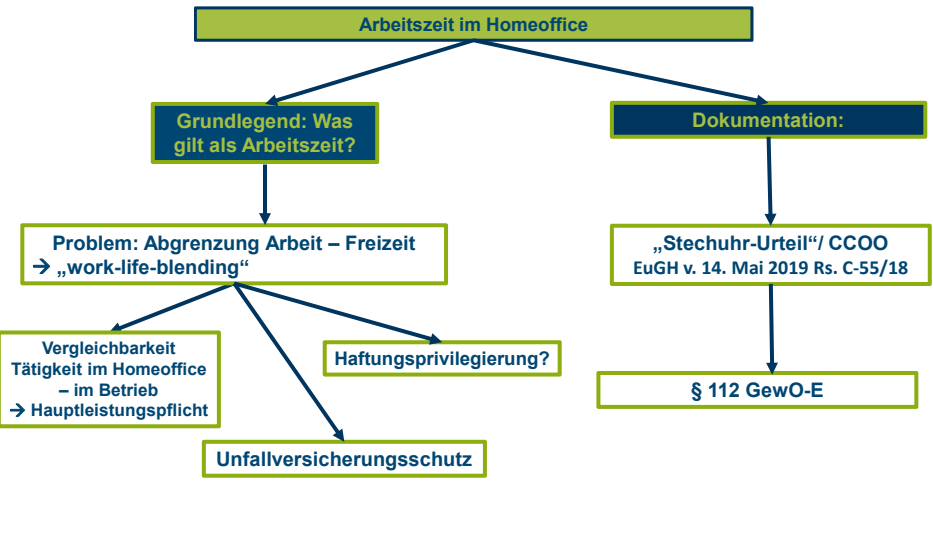 Arbeitszeit im Homeoffice
Grundlegend: Was
gilt als Arbeitszeit?
Dokumentation:
Problem: Abgrenzung Arbeit – Freizeit
→ „work-life-blending“
„Stechuhr-Urteil“/ CCOO
EuGH v. 14. Mai 2019 Rs. C-55/18
Vergleichbarkeit
Tätigkeit im Homeoffice
– im Betrieb
→ Hauptleistungspflicht
Haftungsprivilegierung?
§ 112 GewO-E
Unfallversicherungsschutz